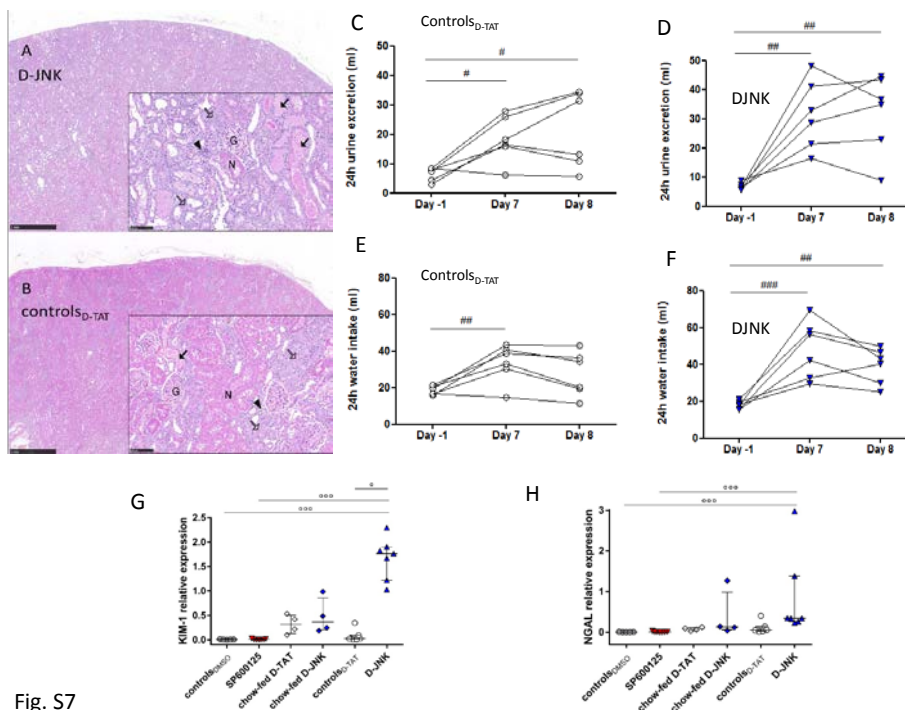 A
D-JNK
G
N
B
controlsD-TAT
G
N
C
ControlsD-TAT
24h urine excretion (ml)
50
40
30
20
10
0
#
#
Day -1
Day 7
Day 8
D
DJNK
24h urine excretion (ml)
50
40
30
20
10
0
##
##
Day -1
Day 7
Day 8
E
ControlsD-TAT
24h water intake (ml)
80
60
40
20
0
##
Day -1
Day 7
Day 8
F
DJNK
24h water intake (ml)
80
60
40
20
0
##
###
Day -1
Day 7
Day 8
G
KIM-1 relative expression
2.5
2.0
1.5
1.0
0.5
0.0
°°°
°°°
controlsDMSO
SP600125
chow-fed D-TAT
chow-fed D-JNK
controlsD-TAT
D-JNK
H
NGAL relative expression
3
2
1
0
°°°
°°°
controlsDMSO
SP600125
chow-fed D-TAT
chow-fed D-JNK
controlsD-TAT
D-JNK
Fig. S7